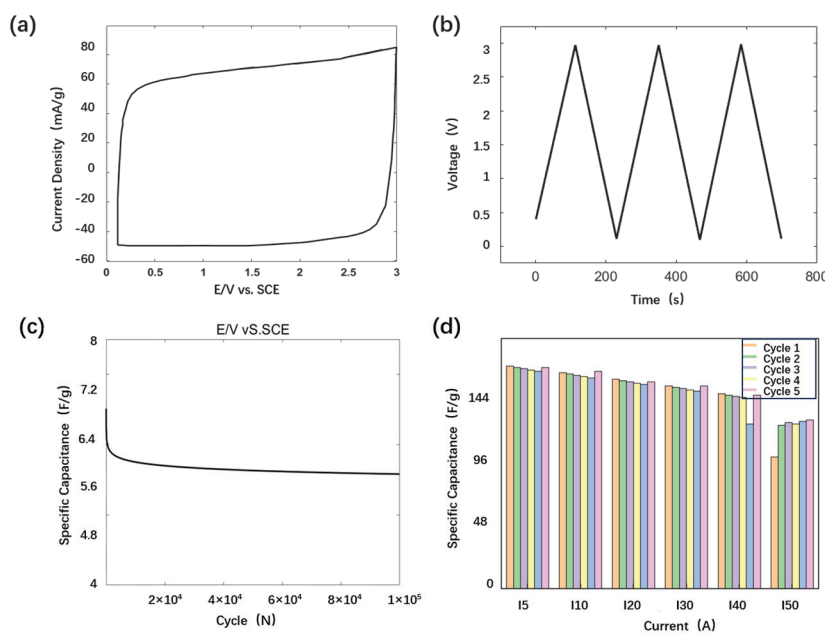 (a)
80
60
40
20
0
-20
-40
-60
Current Density (mA/g)
0 0.5 1 1.5 2 2.5 3
E/V vs. SCE
(b)
3
2.5
2
1.5
1
0.5
0
Voltage (V)
0 200 400 600 800
Time (s)
(c)
E/V vS.SCE
8
7.2
6.4
5.6
4.8
4
Specific Capacitance (F/g)
2×10⁴ 4×10⁴ 6×10⁴ 8×10⁴ 1×10⁵
Cycle (N)
(d)
Cycle 1
Cycle 2
Cycle 3
Cycle 4
Cycle 5
144
96
48
0
Specific Capacitance (F/g)
I5 I10 I20 I30 I40 I50
Current (A)